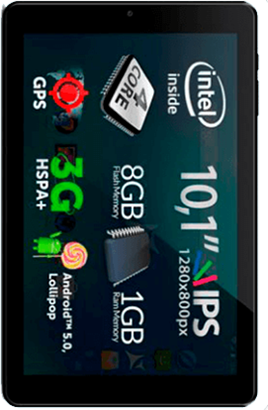 intel
inside
10,1" IPS
1280x800px
4
CORE
8GB
Flash Memory
1GB
Ram Memory
GPS
3G
HSPA+
Android™ 5.0,
Lollipop